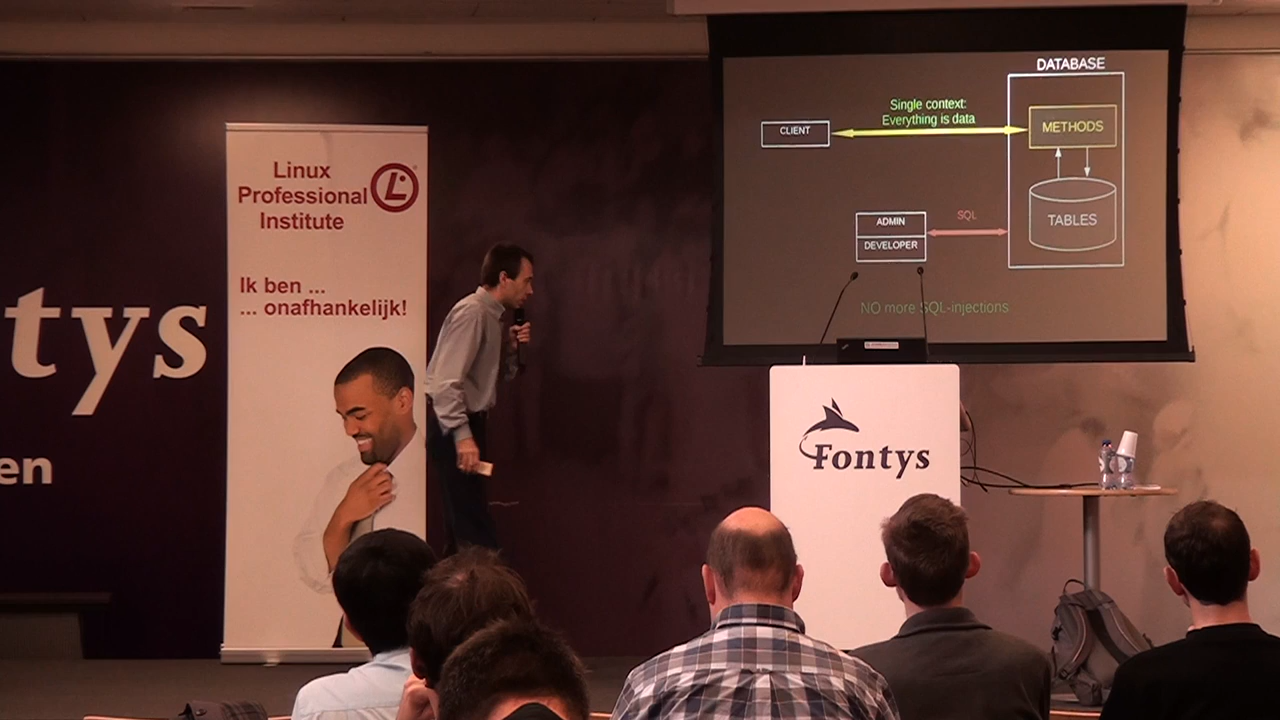 tys
en
Linux
Professional
Institute
Ik ben ...
... onafhankelijk!
DATABASE
Single context:
Everything is data
CLIENT
METHODS
ADMIN
DEVELOPER
SQL
TABLES
NO more SQL-injections
Fontys